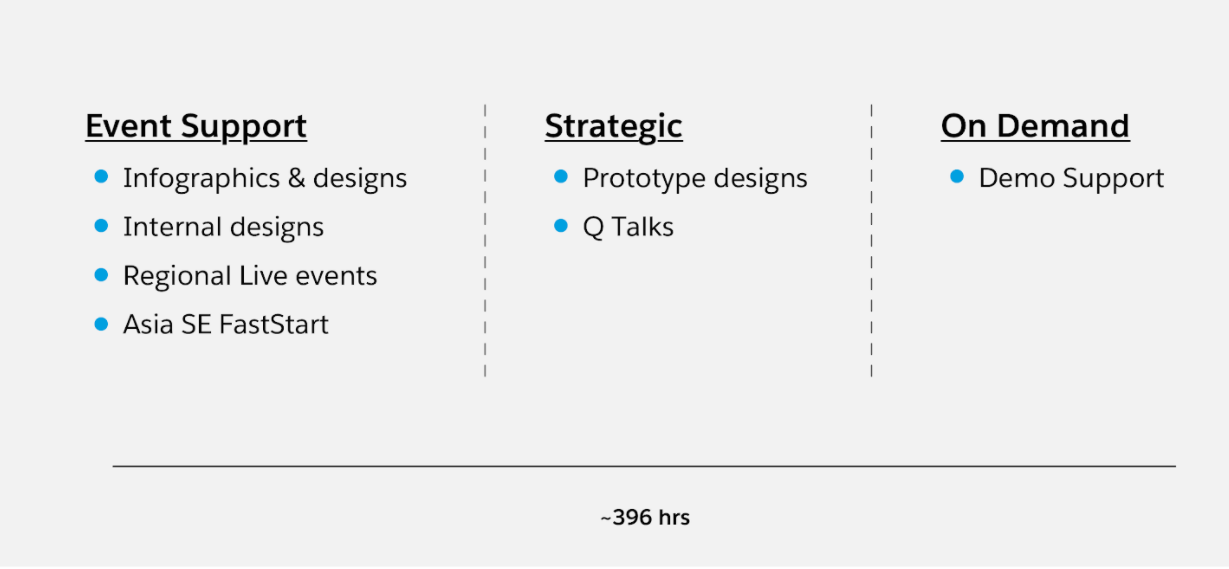 Event Support
Infographics & designs
Internal designs
Regional Live events
Asia SE FastStart
Strategic
Prototype designs
Q Talks
On Demand
Demo Support
~396 hrs